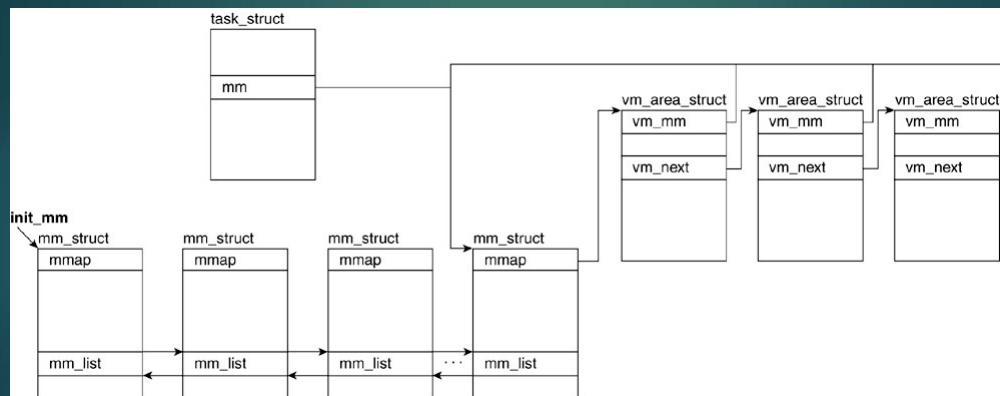 task_struct
mm
vm_area_struct vm_area_struct vm_area_struct
vm_mm vm_mm vm_mm
vm_next vm_next vm_next
init_mm
mm_struct mm_struct mm_struct mm_struct
mmap mmap mmap mmap
mm_list mm_list mm_list ... mm_list